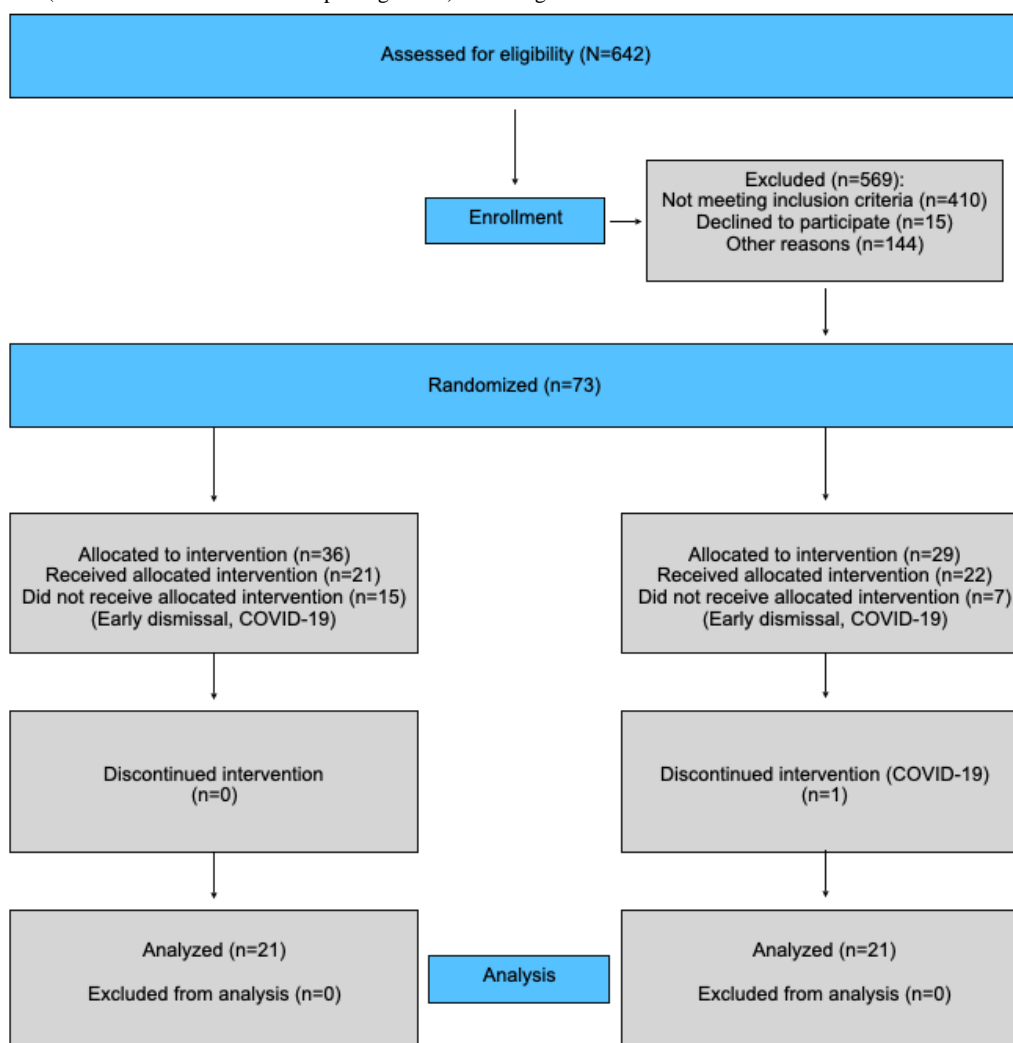 Assessed for eligibility (N=642)
Enrollment
Excluded (n=569):
Not meeting inclusion criteria (n=410)
Declined to participate (n=15)
Other reasons (n=144)
Randomized (n=73)
Allocated to intervention (n=36)
Received allocated intervention (n=21)
Did not receive allocated intervention (n=15)
(Early dismissal, COVID-19)
Allocated to intervention (n=29)
Received allocated intervention (n=22)
Did not receive allocated intervention (n=7)
(Early dismissal, COVID-19)
Discontinued intervention
(n=0)
Discontinued intervention (COVID-19)
(n=1)
Analyzed (n=21)
Excluded from analysis (n=0)
Analysis
Analyzed (n=21)
Excluded from analysis (n=0)